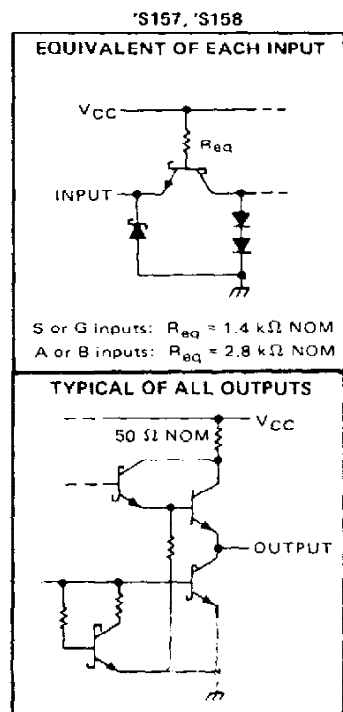 'S157, 'S158
EQUIVALENT OF EACH INPUT
VCC
Req
INPUT
S or G inputs: Req = 1.4 kΩ NOM
A or B inputs: Req = 2.8 kΩ NOM
TYPICAL OF ALL OUTPUTS
VCC
50 Ω NOM
OUTPUT